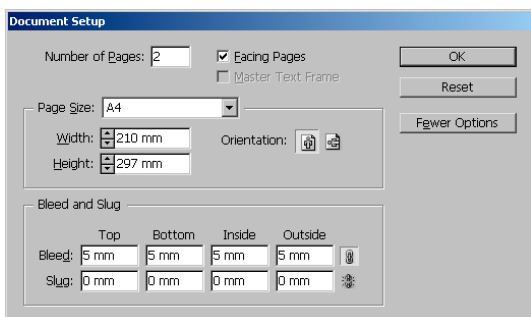 Document Setup
Number of Pages: 2
Facing Pages
OK
Master Text Frame
Reset
Page Size: A4
Fewer Options
Width: 210 mm
Orientation:
Height: 297 mm
Bleed and Slug
Top Bottom Inside Outside
Bleed: 5 mm 5 mm 5 mm 5 mm
Slug: 0 mm 0 mm 0 mm 0 mm